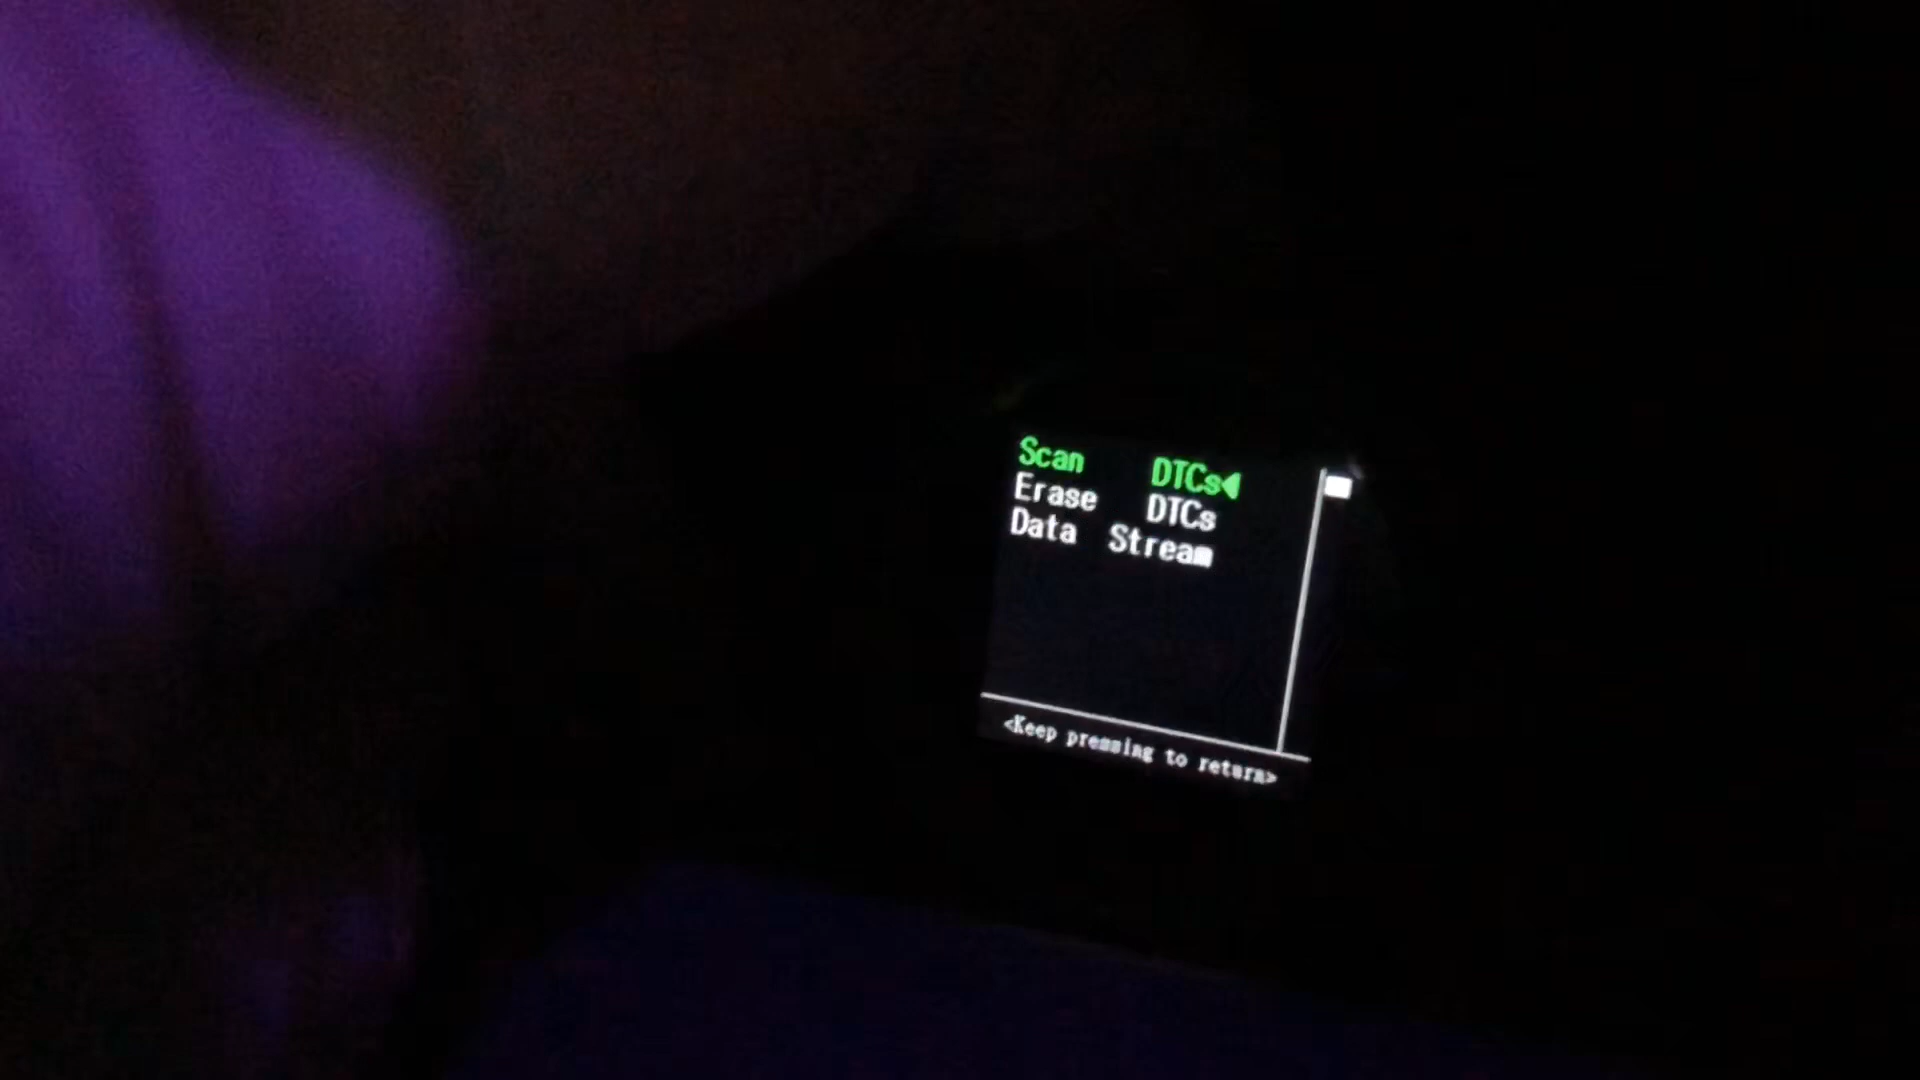 Scan DTCs
Erase DTCs
Data Stream
<Keep pressing to return>